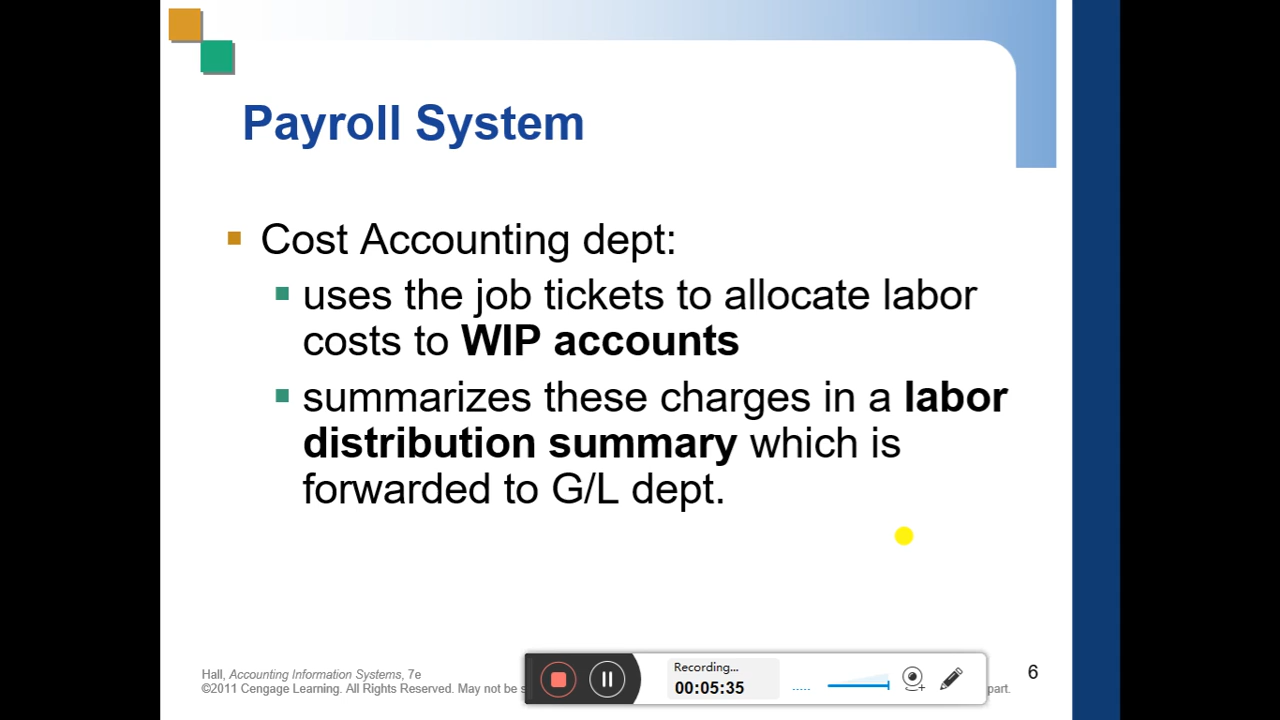 Payroll System
Cost Accounting dept:
uses the job tickets to allocate labor
costs to WIP accounts
summarizes these charges in a labor
distribution summary which is
forwarded to G/L dept.
Hall, Accounting Information Systems, 7e
©2011 Cengage Learning. All Rights Reserved. May not be
part.
Recording...
00:05:35
6